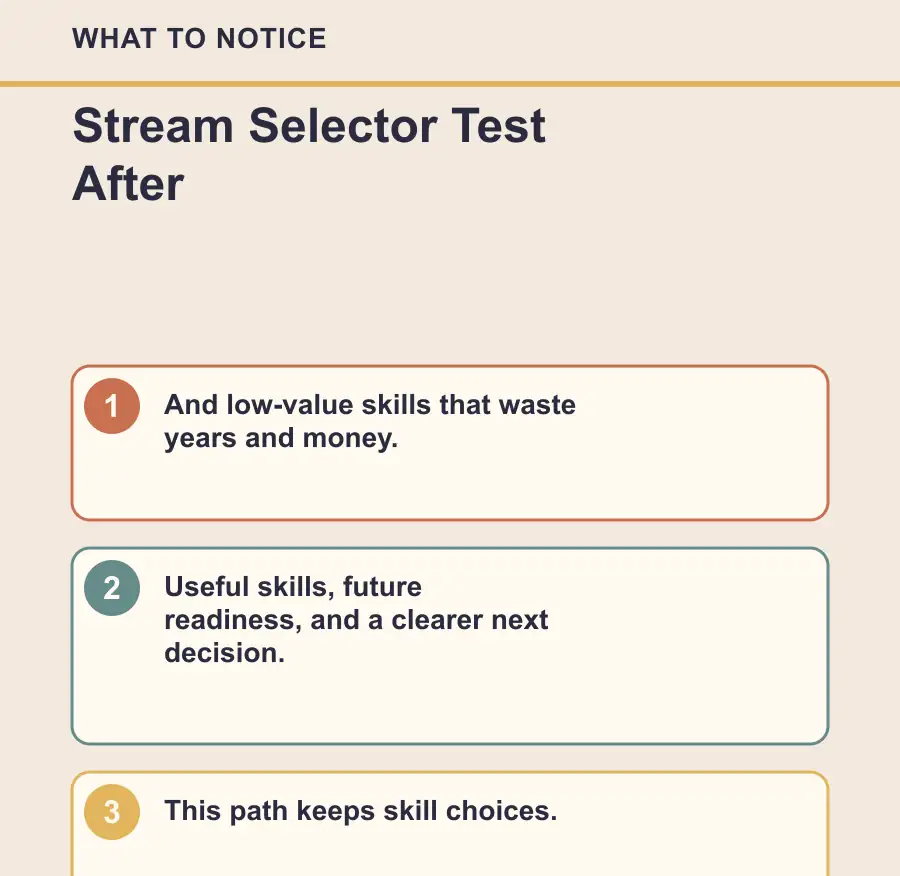 WHAT TO NOTICE
Stream Selector Test
After
1
And low-value skills that waste
years and money.
2
Useful skills, future
readiness, and a clearer next
decision.
3
This path keeps skill choices.